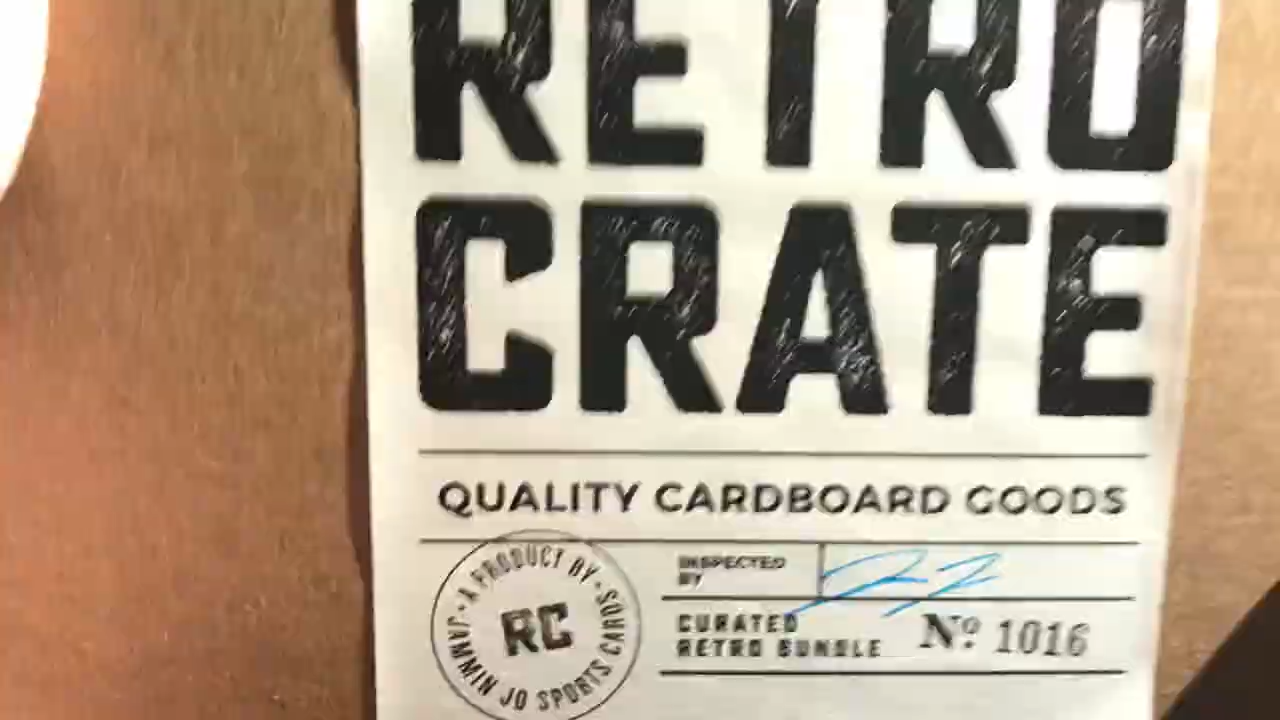 RETRO
CRATE
QUALITY CARDBOARD GOODS
A PRODUCT BY · JAMMIN JO SPORTS CARDS ·
RC
INSPECTED
BY
CURATED
RETRO BUNDLE
Nº 1016